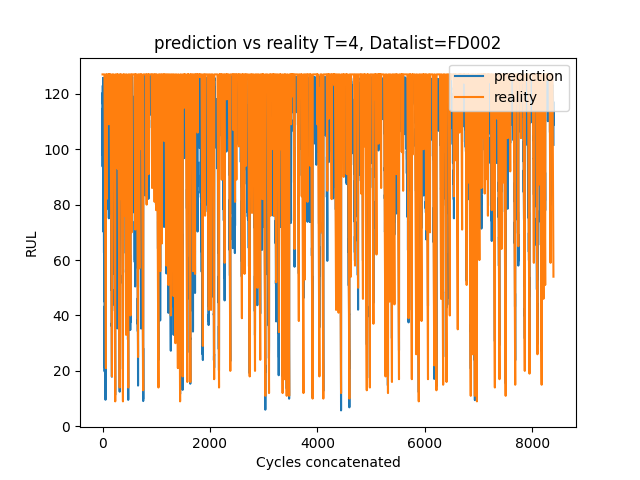 prediction vs reality T=4, Datalist=FD002
prediction
reality
RUL
120
100
80
60
40
20
0
0 2000 4000 6000 8000
Cycles concatenated